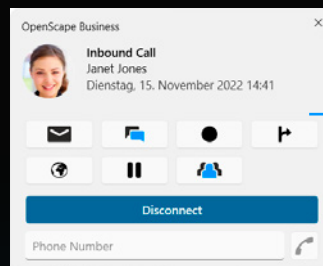 OpenScape Business
Inbound Call
Janet Jones
Dienstag, 15. November 2022 14:41
Disconnect
Phone Number